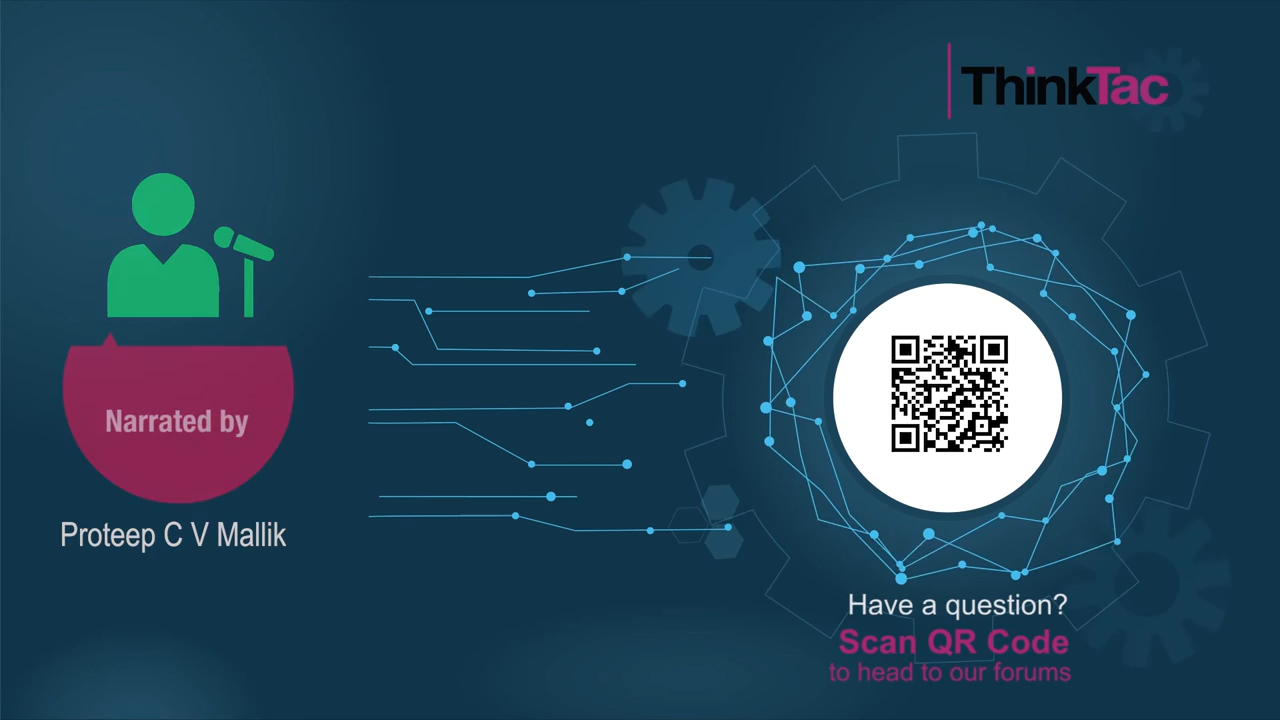 ThinkTac
Narrated by
Proteep C V Mallik
Have a question?
Scan QR Code
to head to our forums